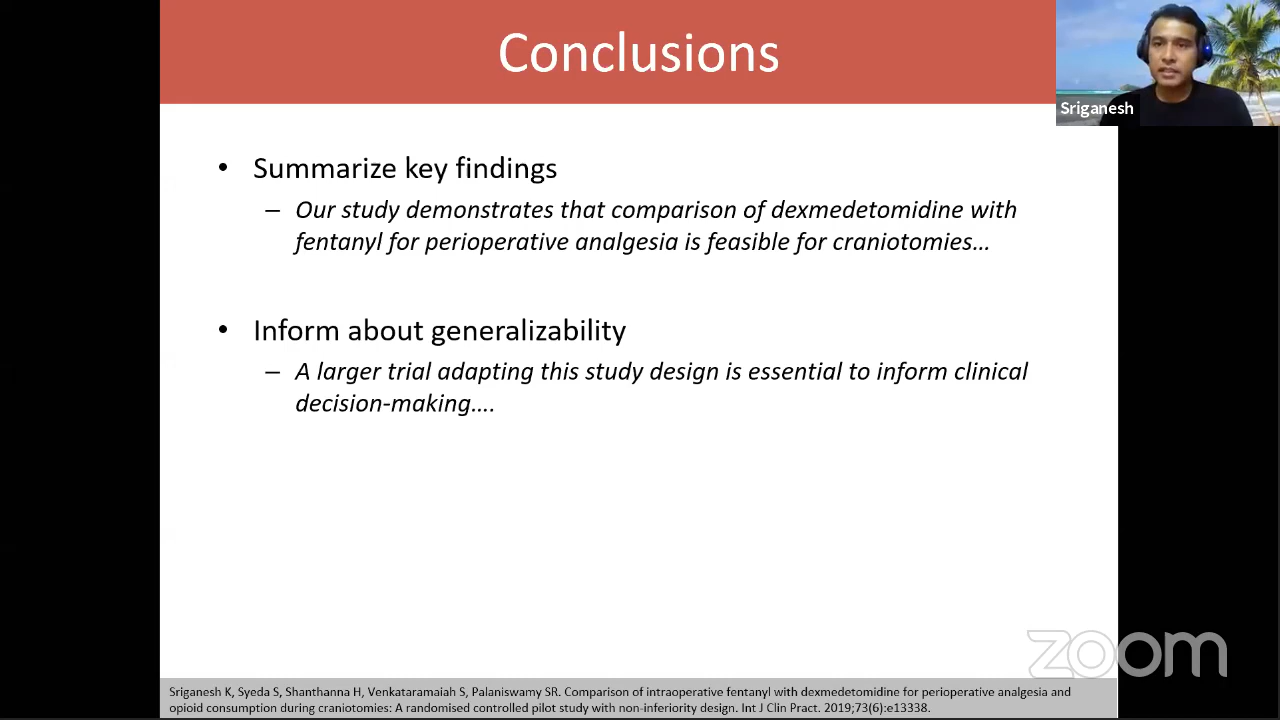 Conclusions
Sriganesh
• Summarize key findings
– Our study demonstrates that comparison of dexmedetomidine with
fentanyl for perioperative analgesia is feasible for craniotomies…
• Inform about generalizability
– A larger trial adapting this study design is essential to inform clinical
decision-making….
zoom
Sriganesh K, Syeda S, Shanthanna H, Venkataramaiah S, Palaniswamy SR. Comparison of intraoperative fentanyl with dexmedetomidine for perioperative analgesia and
opioid consumption during craniotomies: A randomised controlled pilot study with non-inferiority design. Int J Clin Pract. 2019;73(6):e13338.